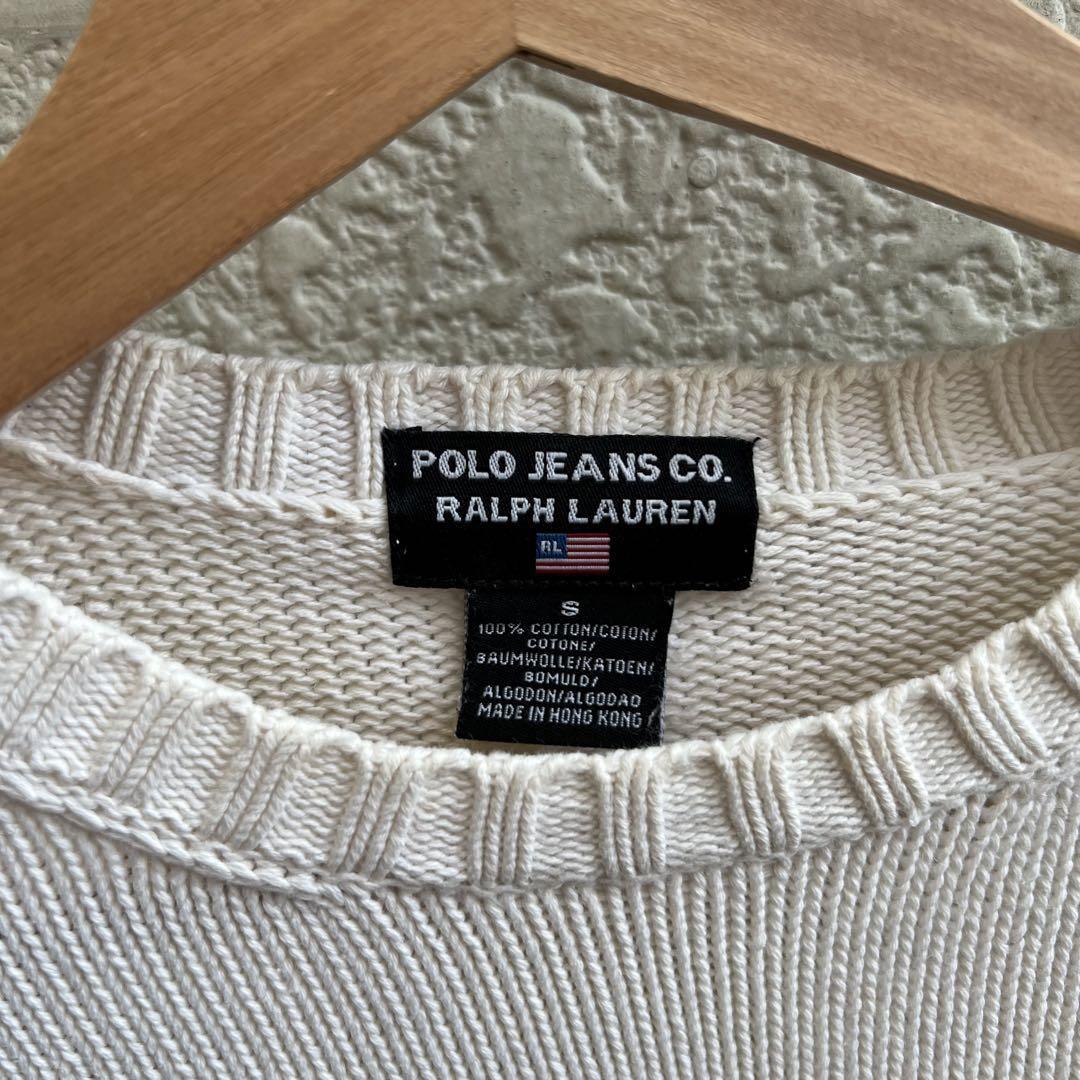 POLO JEANS CO.
RALPH LAUREN
RL
S
100% COTTON/COTON/
COTONE/
BAUMWOLLE/KATOEN/
BOMULD/
ALGODON/ALGODAO
MADE IN HONG KONG